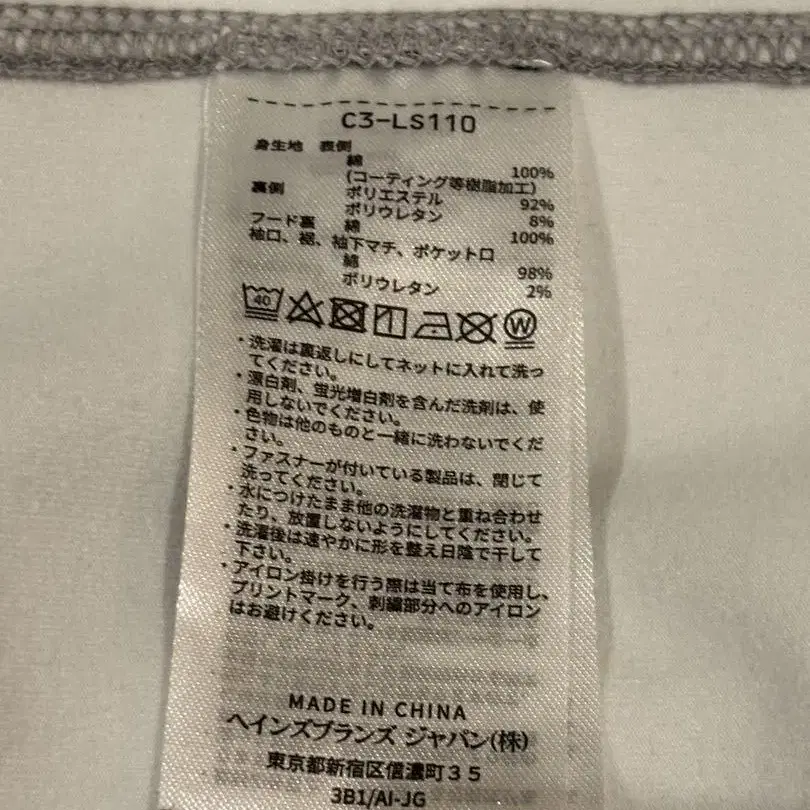 C3-LS110
身生地 表側
綿 100%
(コーティング等樹脂加工)
裏側 ポリエステル 92%
ポリウレタン 8%
フード裏 綿 100%
袖口、裾、袖下マチ、ポケット口
綿 98%
ポリウレタン 2%
40 W
・洗濯は裏返しにしてネットに入れて洗っ
てください。
・漂白剤、蛍光増白剤を含んだ洗剤は、使
用しないでください。
・色物は他のものと一緒に洗わないでくだ
さい。
・ファスナーが付いている製品は、閉じて
洗ってください。
・水につけたまま他の洗濯物と重ね合わせ
たり、放置しないようにしてください。
・洗濯後は速やかに形を整え日陰で干して
下さい。
・アイロン掛けを行う際は当て布を使用し、
プリントマーク、刺繍部分へのアイロン
はお避けください。
MADE IN CHINA
ヘインズブランズ ジャパン(株)
東京都新宿区信濃町35
3B1/AI-JG